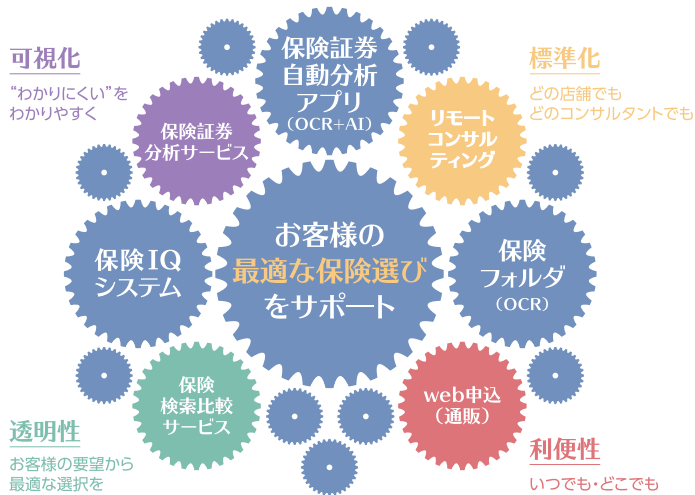 可視化
“わかりにくい”を
わかりやすく
保険証券
自動分析
アプリ
（OCR+AI）
標準化
どの店舗でも
どのコンサルタントでも
保険証券
分析サービス
リモート
コンサル
ティング
お客様の
最適な保険選び
をサポート
保険IQ
システム
保険
フォルダ
（OCR）
保険
検索比較
サービス
web申込
（通販）
透明性
お客様の要望から
最適な選択を
利便性
いつでも・どこでも